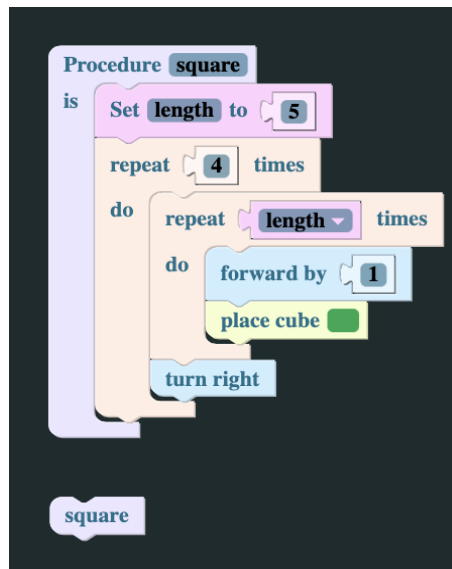 Procedure square
is
Set length to 5
repeat 4 times
do
repeat length times
do
forward by 1
place cube
turn right
square